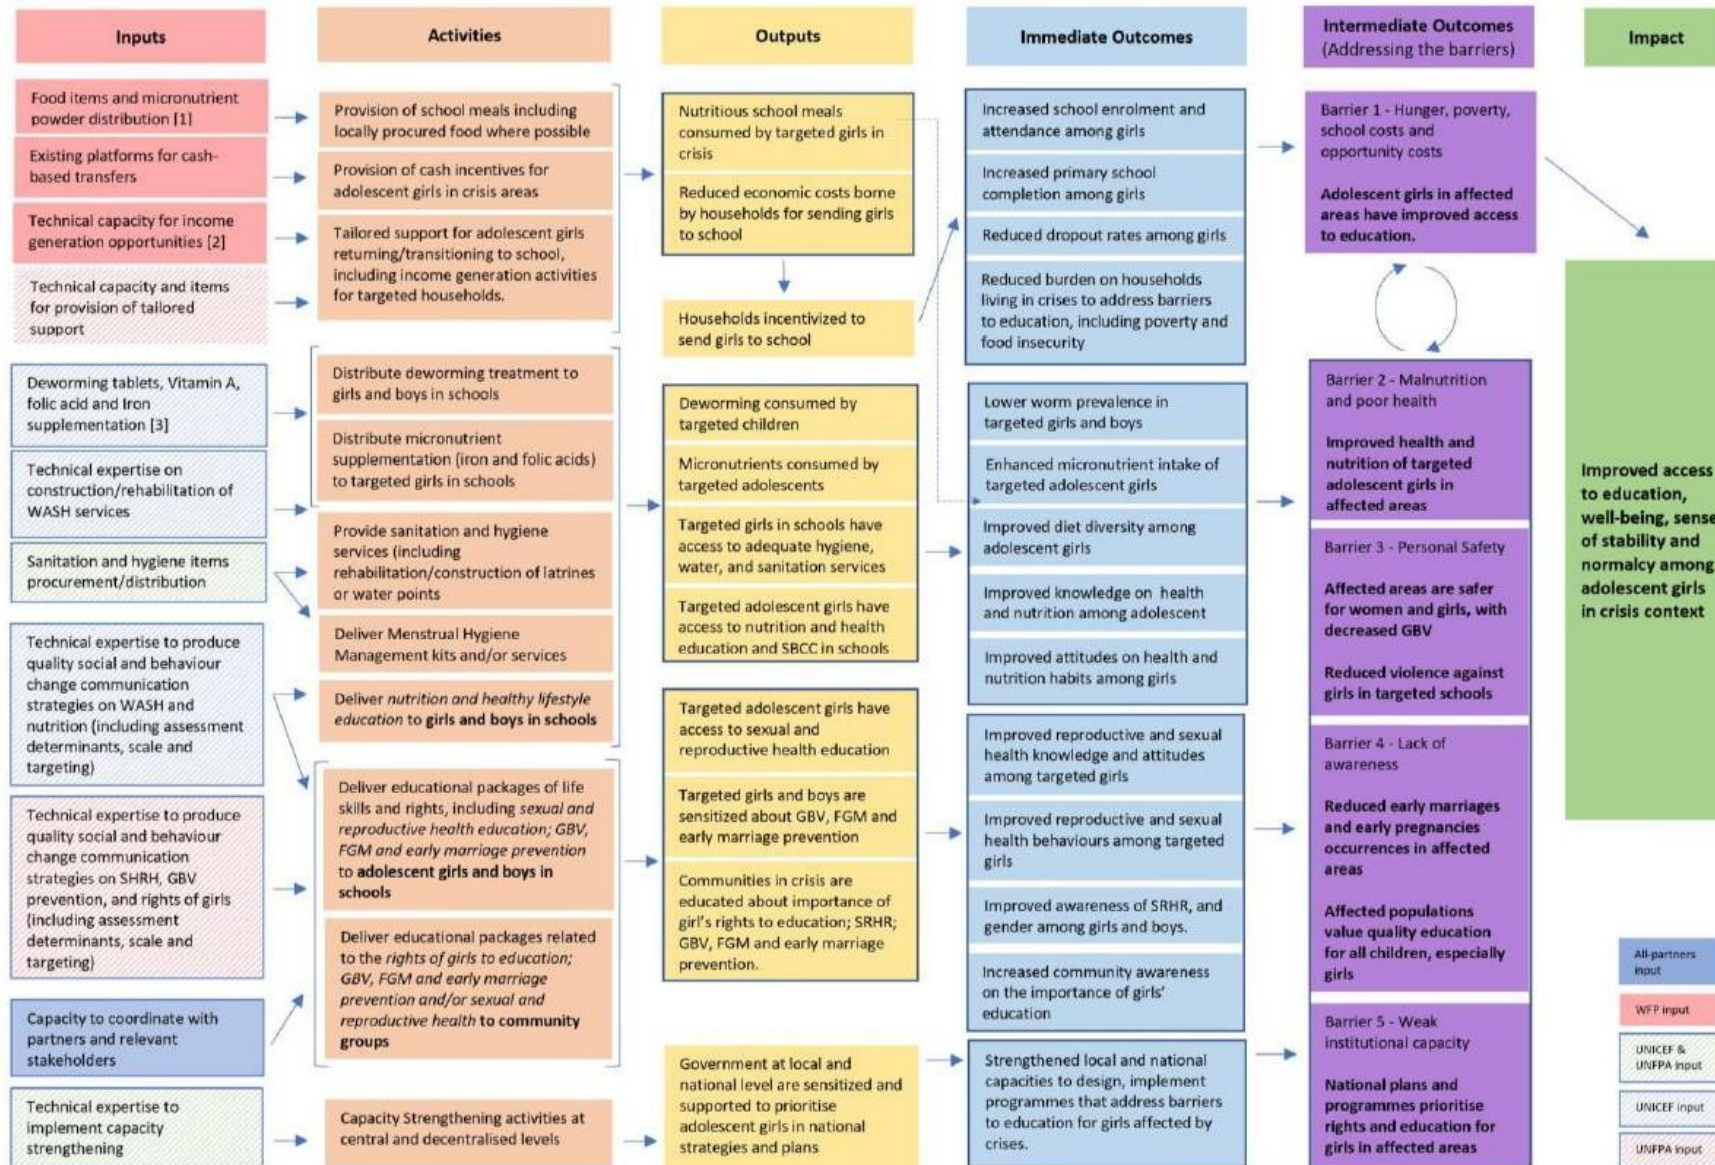 Inputs
Activities
Outputs
Immediate Outcomes
Intermediate Outcomes
(Addressing the barriers)
Impact
Food items and micronutrient
powder distribution [1]
Existing platforms for cash-
based transfers
Technical capacity for income
generation opportunities [2]
Technical capacity and items
for provision of tailored
support
Deworming tablets, Vitamin A,
folic acid and Iron
supplementation [3]
Technical expertise on
construction/rehabilitation of
WASH services
Sanitation and hygiene items
procurement/distribution
Technical expertise to produce
quality social and behaviour
change communication
strategies on WASH and
nutrition (including assessment
determinants, scale and
targeting)
Technical expertise to produce
quality social and behaviour
change communication
strategies on SHRH, GBV
prevention, and rights of girls
(including assessment
determinants, scale and
targeting)
Capacity to coordinate with
partners and relevant
stakeholders
Technical expertise to
implement capacity
strengthening
Provision of school meals including
locally procured food where possible
Provision of cash incentives for
adolescent girls in crisis areas
Tailored support for adolescent girls
returning/transitioning to school,
including income generation activities
for targeted households.
Distribute deworming treatment to
girls and boys in schools
Distribute micronutrient
supplementation (iron and folic acids)
to targeted girls in schools
Provide sanitation and hygiene
services (including
rehabilitation/construction of latrines
or water points
Deliver Menstrual Hygiene
Management kits and/or services
Deliver nutrition and healthy lifestyle
education to girls and boys in schools
Deliver educational packages of life
skills and rights, including sexual and
reproductive health education; GBV,
FGM and early marriage prevention
to adolescent girls and boys in
schools
Deliver educational packages related
to the rights of girls to education;
GBV, FGM and early marriage
prevention and/or sexual and
reproductive health to community
groups
Capacity Strengthening activities at
central and decentralised levels
Nutritious school meals
consumed by targeted girls in
crisis
Reduced economic costs borne
by households for sending girls
to school
Households incentivized to
send girls to school
Deworming consumed by
targeted children
Micronutrients consumed by
targeted adolescents
Targeted girls in schools have
access to adequate hygiene,
water, and sanitation services
Targeted adolescent girls have
access to nutrition and health
education and SBCC in schools
Targeted adolescent girls have
access to sexual and
reproductive health education
Targeted girls and boys are
sensitized about GBV, FGM and
early marriage prevention
Communities in crisis are
educated about importance of
girl's rights to education; SRHR;
GBV, FGM and early marriage
prevention.
Government at local and
national level are sensitized and
supported to prioritise
adolescent girls in national
strategies and plans
Increased school enrolment and
attendance among girls
Increased primary school
completion among girls
Reduced dropout rates among girls
Reduced burden on households
living in crises to address barriers
to education, including poverty and
food insecurity
Lower worm prevalence in
targeted girls and boys
Enhanced micronutrient intake of
targeted adolescent girls
Improved diet diversity among
adolescent girls
Improved knowledge on health
and nutrition among adolescent
Improved attitudes on health and
nutrition habits among girls
Improved reproductive and sexual
health knowledge and attitudes
among targeted girls
Improved reproductive and sexual
health behaviours among targeted
girls
Improved awareness of SRHR, and
gender among girls and boys.
Increased community awareness
on the importance of girls'
education
Strengthened local and national
capacities to design, implement
programmes that address barriers
to education for girls affected by
crises.
Barrier 1 - Hunger, poverty,
school costs and
opportunity costs
Adolescent girls in affected
areas have improved access
to education.
Barrier 2 - Malnutrition
and poor health
Improved health and
nutrition of targeted
adolescent girls in
affected areas
Barrier 3 - Personal Safety
Affected areas are safer
for women and girls, with
decreased GBV
Reduced violence against
girls in targeted schools
Barrier 4 - Lack of
awareness
Reduced early marriages
and early pregnancies
occurrences in affected
areas
Affected populations
value quality education
for all children, especially
girls
Barrier 5 - Weak
institutional capacity
National plans and
programmes prioritise
rights and education for
girls in affected areas
Improved access
to education,
well-being, sense
of stability and
normalcy among
adolescent girls
in crisis context
All-partners
input
WFP input
UNICEF &
UNFPA input
UNICEF input
UNFPA input